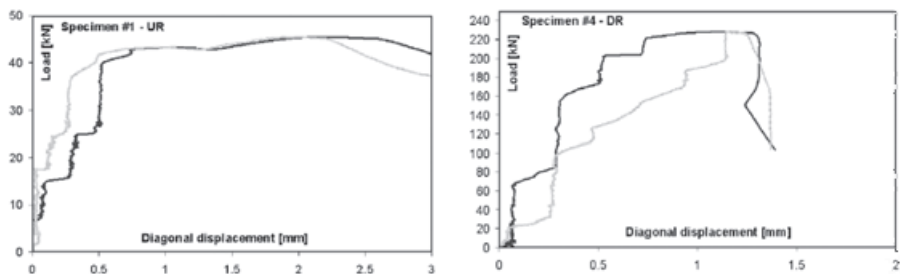 Specimen #1 - UR
Load [kN]
50
40
30
20
10
0
Diagonal displacement [mm]
0 0.5 1 1.5 2 2.5 3
Specimen #4 - DR
Load [kN]
240
220
200
180
160
140
120
100
80
60
40
20
0
Diagonal displacement [mm]
0 0.5 1 1.5 2